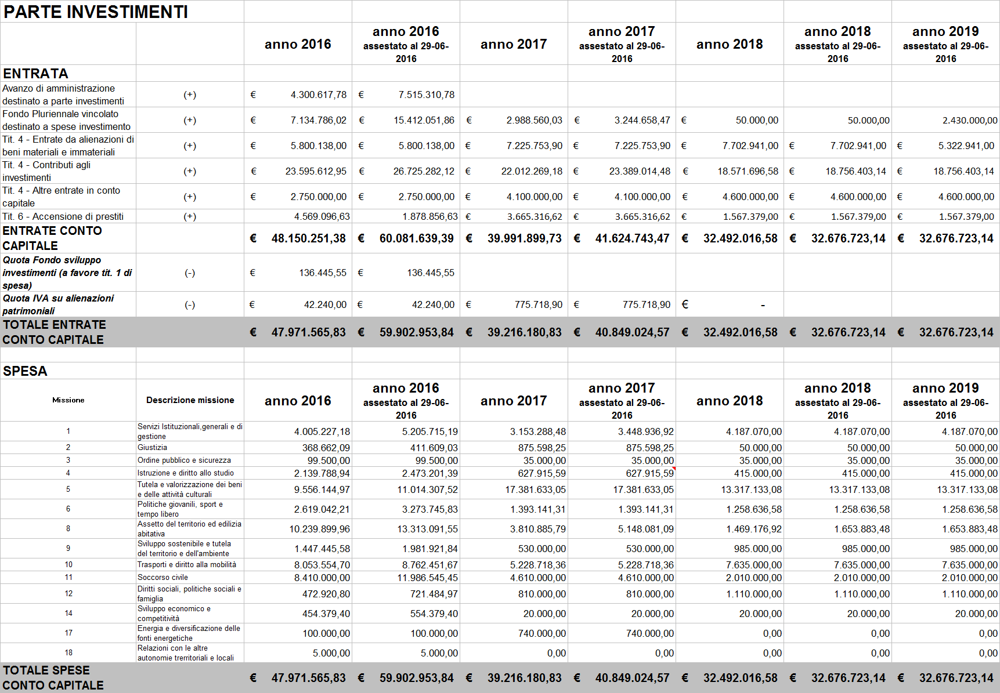 PARTE INVESTIMENTI
anno 2016
anno 2016
assestato al 29-06-
2016
anno 2017
anno 2017
assestato al 29-06-
2016
anno 2018
anno 2018
assestato al 29-06-
2016
anno 2019
assestato al 29-06-
2016
ENTRATA
Avanzo di amministrazione
destinato a parte investimenti (+) € 4.300.617,78 € 7.515.310,78
Fondo Pluriennale vincolato
destinato a spese investimento (+) € 7.134.786,02 € 15.412.051,86 € 2.988.560,03 € 3.244.658,47 € 50.000,00 50.000,00 2.430.000,00
Tit. 4 - Entrate da alienazioni di
beni materiali e immateriali (+) € 5.800.138,00 € 5.800.138,00 € 7.225.753,90 € 7.225.753,90 € 7.702.941,00 € 7.702.941,00 € 5.322.941,00
Tit. 4 - Contributi agli
investimenti (+) € 23.595.612,95 € 26.725.282,12 € 22.012.269,18 € 23.389.014,48 € 18.571.696,58 € 18.756.403,14 € 18.756.403,14
Tit. 4 - Altre entrate in conto
capitale (+) € 2.750.000,00 € 2.750.000,00 € 4.100.000,00 € 4.100.000,00 € 4.600.000,00 € 4.600.000,00 € 4.600.000,00
Tit. 6 - Accensione di prestiti (+) 4.569.096,63 1.878.856,63 € 3.665.316,62 € 3.665.316,62 € 1.567.379,00 € 1.567.379,00 € 1.567.379,00
ENTRATE CONTO
CAPITALE € 48.150.251,38 € 60.081.639,39 € 39.991.899,73 € 41.624.743,47 € 32.492.016,58 € 32.676.723,14 € 32.676.723,14
Quota Fondo sviluppo
investimenti (a favore tit. 1 di
spesa) (-) € 136.445,55 € 136.445,55
Quota IVA su alienazioni
patrimoniali (-) € 42.240,00 € 42.240,00 € 775.718,90 € 775.718,90 € -
TOTALE ENTRATE
CONTO CAPITALE € 47.971.565,83 € 59.902.953,84 € 39.216.180,83 € 40.849.024,57 € 32.492.016,58 € 32.676.723,14 € 32.676.723,14
SPESA
Missione
Descrizione missione
anno 2016
anno 2016
assestato al 29-06-
2016
anno 2017
anno 2017
assestato al 29-06-
2016
anno 2018
anno 2018
assestato al 29-06-
2016
anno 2019
assestato al 29-06-
2016
1 Servizi Istituzionali,generali e di
gestione 4.005.227,18 5.205.715,19 3.153.288,48 3.448.936,92 4.187.070,00 4.187.070,00 4.187.070,00
2 Giustizia 368.662,09 411.609,03 875.598,25 875.598,25 50.000,00 50.000,00 50.000,00
3 Ordine pubblico e sicurezza 99.500,00 99.500,00 35.000,00 35.000,00 35.000,00 35.000,00 35.000,00
4 Istruzione e diritto allo studio 2.139.788,94 2.473.201,39 627.915,59 627.915,59 415.000,00 415.000,00 415.000,00
5 Tutela e valorizzazione dei beni
e delle attività culturali 9.556.144,97 11.014.307,52 17.381.633,05 17.381.633,05 13.317.133,08 13.317.133,08 13.317.133,08
6 Politiche giovanili, sport e
tempo libero 2.619.042,21 3.273.745,83 1.393.141,31 1.393.141,31 1.258.636,58 1.258.636,58 1.258.636,58
8 Assetto del territorio ed edilizia
abitativa 10.239.899,96 13.313.091,55 3.810.885,79 5.148.081,09 1.469.176,92 1.653.883,48 1.653.883,48
9 Sviluppo sostenibile e tutela
del territorio e dell'ambiente 1.447.445,58 1.981.921,84 530.000,00 530.000,00 985.000,00 985.000,00 985.000,00
10 Trasporti e diritto alla mobilità 8.053.554,70 8.762.451,67 5.228.718,36 5.228.718,36 7.635.000,00 7.635.000,00 7.635.000,00
11 Soccorso civile 8.410.000,00 11.986.545,45 4.610.000,00 4.610.000,00 2.010.000,00 2.010.000,00 2.010.000,00
12 Diritti sociali, politiche sociali e
famiglia 472.920,80 721.484,97 810.000,00 810.000,00 1.110.000,00 1.110.000,00 1.110.000,00
14 Sviluppo economico e
competitività 454.379,40 554.379,40 20.000,00 20.000,00 20.000,00 20.000,00 20.000,00
17 Energia e diversificazione delle
fonti energetiche 100.000,00 100.000,00 740.000,00 740.000,00 0,00 0,00 0,00
18 Relazioni con le altre
autonomie trerritoriali e locali 5.000,00 5.000,00 0,00 0,00 0,00 0,00 0,00
TOTALE SPESE
CONTO CAPITALE € 47.971.565,83 € 59.902.953,84 € 39.216.180,83 € 40.849.024,57 € 32.492.016,58 € 32.676.723,14 € 32.676.723,14